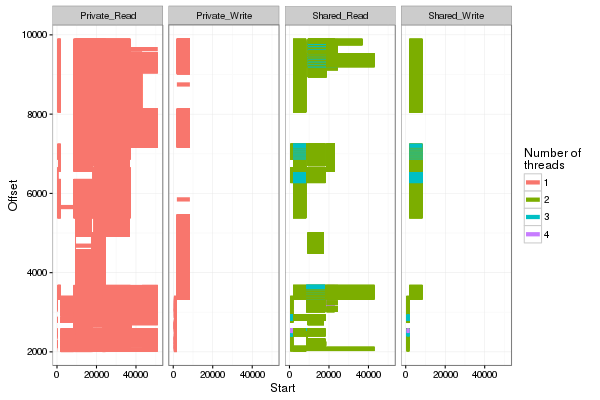 Private_Read Private_Write Shared_Read Shared_Write
10000
8000
6000
4000
2000
Offset
0 20000 40000 0 20000 40000 0 20000 40000 0 20000 40000
Start
Number of
threads
1
2
3
4